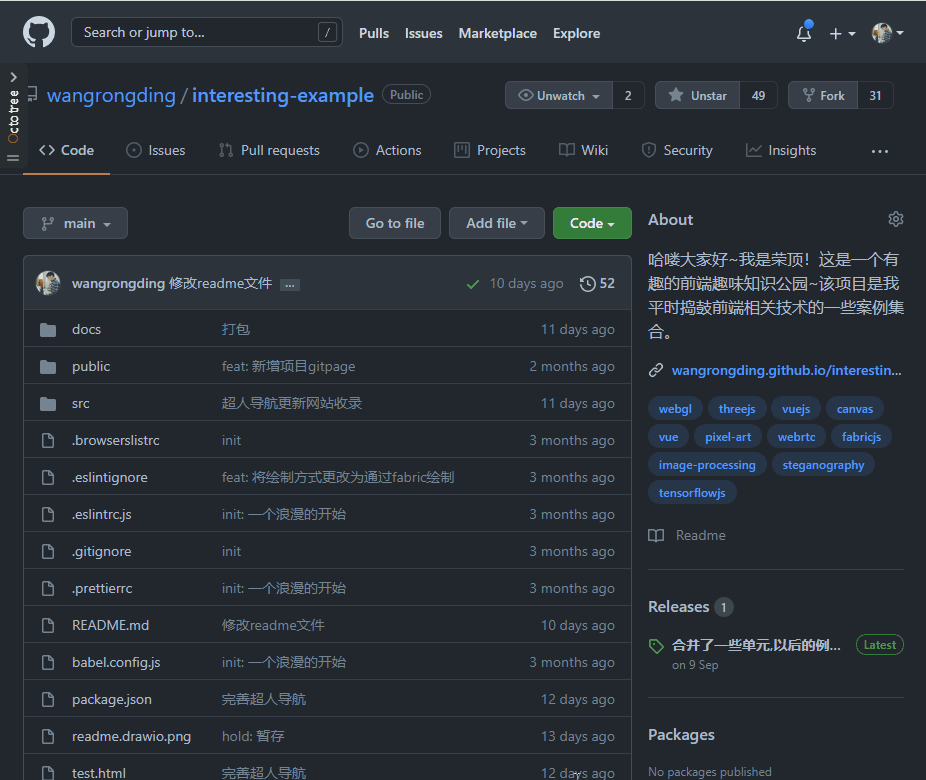 Search or jump to... /
Pulls Issues Marketplace Explore
Octotree
wangrongding / interesting-example Public
Unwatch 2 Unstar 49 Fork 31
Code Issues Pull requests Actions Projects Wiki Security Insights ...
main Go to file Add file Code
wangrongding 修改readme文件 ... 10 days ago 52
docs 打包 11 days ago
public feat: 新增项目gitpage 2 months ago
src 超人导航更新网站收录 11 days ago
.browserslistrc init 3 months ago
.eslintignore feat: 将绘制方式更改为通过fabric绘制 3 months ago
.eslintrc.js init: 一个浪漫的开始 3 months ago
.gitignore init 3 months ago
.prettierrc init: 一个浪漫的开始 3 months ago
README.md 修改readme文件 10 days ago
babel.config.js init: 一个浪漫的开始 3 months ago
package.json 完善超人导航 12 days ago
readme.drawio.png hold: 暂存 13 days ago
test.html 完善超人导航 12 days ago
About
哈喽大家好~我是荣顶！这是一个有
趣的前端趣味知识公园~该项目是我
平时捣鼓前端相关技术的一些案例集
合。
wangrongding.github.io/interestin...
webgl threejs vuejs canvas
vue pixel-art webrtc fabricjs
image-processing steganography
tensorflowjs
Readme
Releases 1
合并了一些单元,以后的例... Latest
on 9 Sep
Packages
No packages published